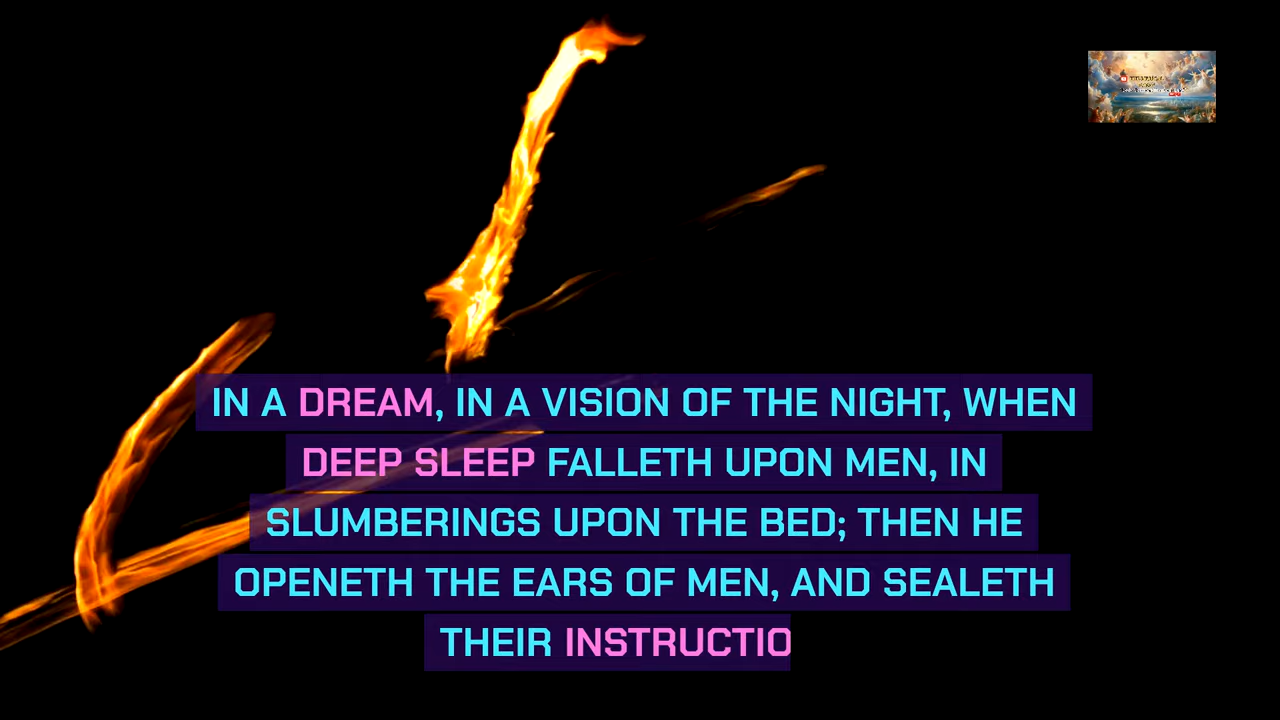 IN A DREAM, IN A VISION OF THE NIGHT, WHEN
DEEP SLEEP FALLETH UPON MEN, IN
SLUMBERINGS UPON THE BED; THEN HE
OPENETH THE EARS OF MEN, AND SEALETH
THEIR INSTRUCTIO